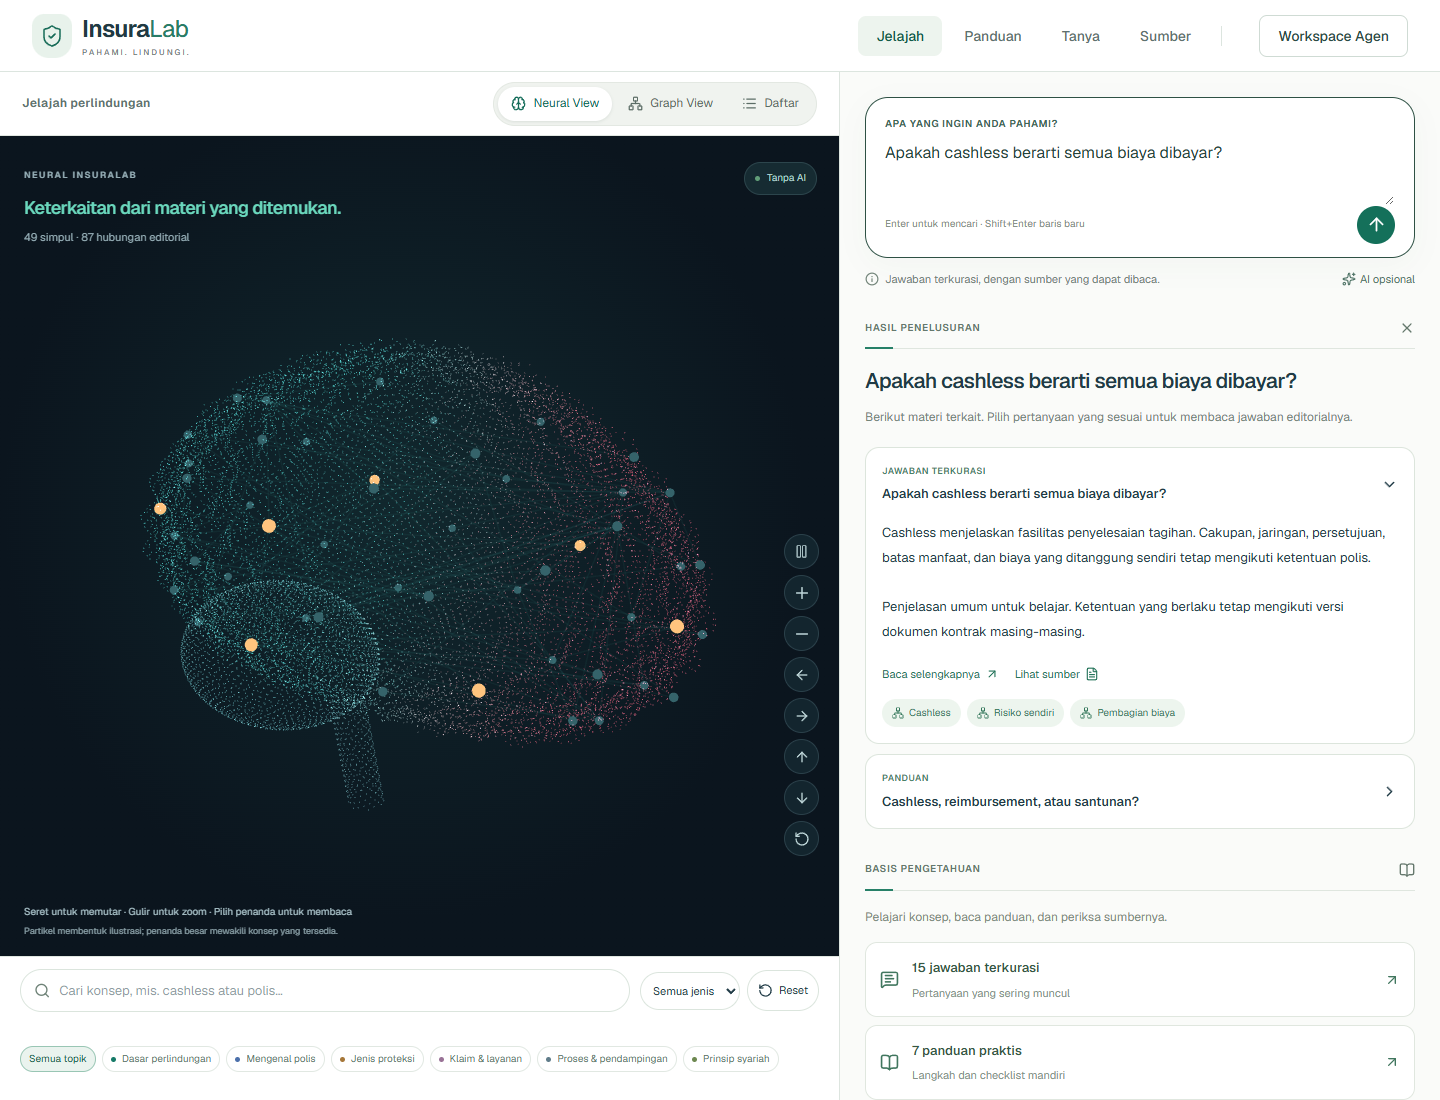 InsuraLab
PAHAMI. LINDUNGI.
Jelajah
Panduan
Tanya
Sumber
Workspace Agen
Jelajah perlindungan
Neural View
Graph View
Daftar
NEURAL INSURALAB
Keterkaitan dari materi yang ditemukan.
49 simpul · 87 hubungan editorial
Tanpa AI
Seret untuk memutar · Gulir untuk zoom · Pilih penanda untuk membaca
Partikel membentuk ilustrasi; penanda besar mewakili konsep yang tersedia.
Cari konsep, mis. cashless atau polis...
Semua jenis
Reset
Semua topik
Dasar perlindungan
Mengenal polis
Jenis proteksi
Klaim & layanan
Proses & pendampingan
Prinsip syariah
APA YANG INGIN ANDA PAHAMI?
Apakah cashless berarti semua biaya dibayar?
Enter untuk mencari · Shift+Enter baris baru
Jawaban terkurasi, dengan sumber yang dapat dibaca.
AI opsional
HASIL PENELUSURAN
Apakah cashless berarti semua biaya dibayar?
Berikut materi terkait. Pilih pertanyaan yang sesuai untuk membaca jawaban editorialnya.
JAWABAN TERKURASI
Apakah cashless berarti semua biaya dibayar?
Cashless menjelaskan fasilitas penyelesaian tagihan. Cakupan, jaringan, persetujuan,
batas manfaat, dan biaya yang ditanggung sendiri tetap mengikuti ketentuan polis.
Penjelasan umum untuk belajar. Ketentuan yang berlaku tetap mengikuti versi
dokumen kontrak masing-masing.
Baca selengkapnya
Lihat sumber
Cashless
Risiko sendiri
Pembagian biaya
PANDUAN
Cashless, reimbursement, atau santunan?
BASIS PENGETAHUAN
Pelajari konsep, baca panduan, dan periksa sumbernya.
15 jawaban terkurasi
Pertanyaan yang sering muncul
7 panduan praktis
Langkah dan checklist mandiri